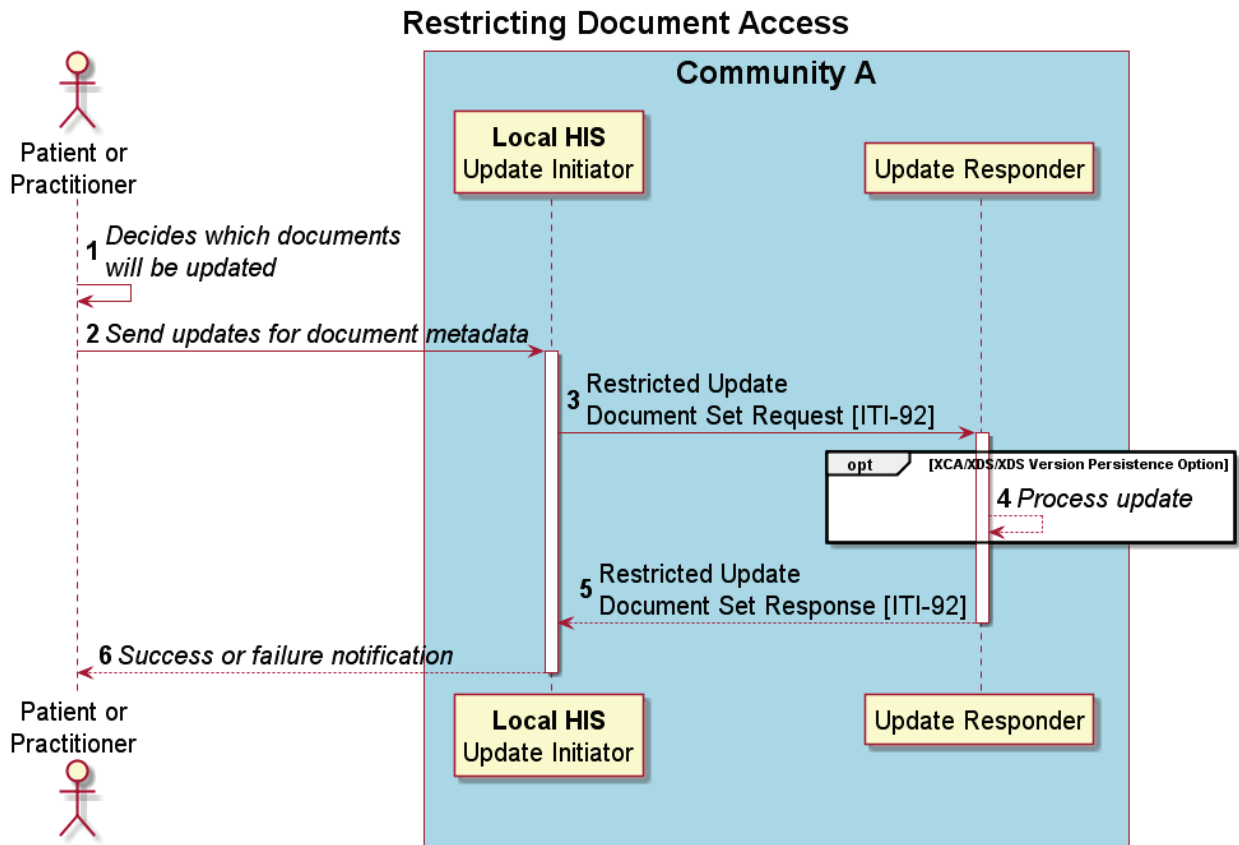 Restricting Document Access
Community A
Patient or
Practitioner
Local HIS
Update Initiator
Update Responder
1 Decides which documents
will be updated
2 Send updates for document metadata
3 Restricted Update
Document Set Request [ITI-92]
opt [XCA/XDS/XDS Version Persistence Option]
4 Process update
5 Restricted Update
Document Set Response [ITI-92]
6 Success or failure notification
Patient or
Practitioner
Local HIS
Update Initiator
Update Responder